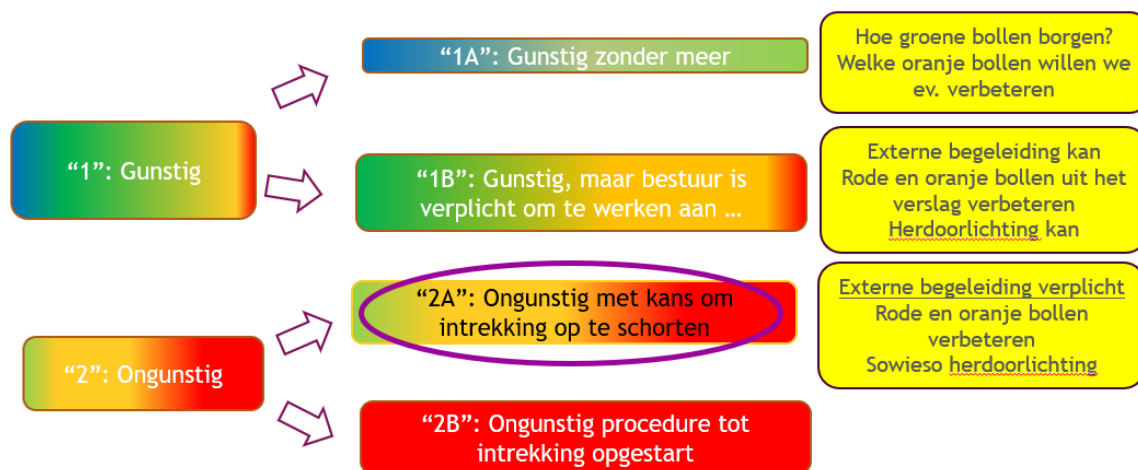 “1A”: Gunstig zonder meer
Hoe groene bollen borgen?
Welke oranje bollen willen we
ev. verbeteren
“1”: Gunstig
“1B”: Gunstig, maar bestuur is
verplicht om te werken aan …
Externe begeleiding kan
Rode en oranje bollen uit het
verslag verbeteren
Herdoorlichting kan
“2A”: Ongunstig met kans om
intrekking op te schorten
Externe begeleiding verplicht
Rode en oranje bollen
verbeteren
Sowieso herdoorlichting
“2”: Ongunstig
“2B”: Ongunstig procedure tot
intrekking opgestart